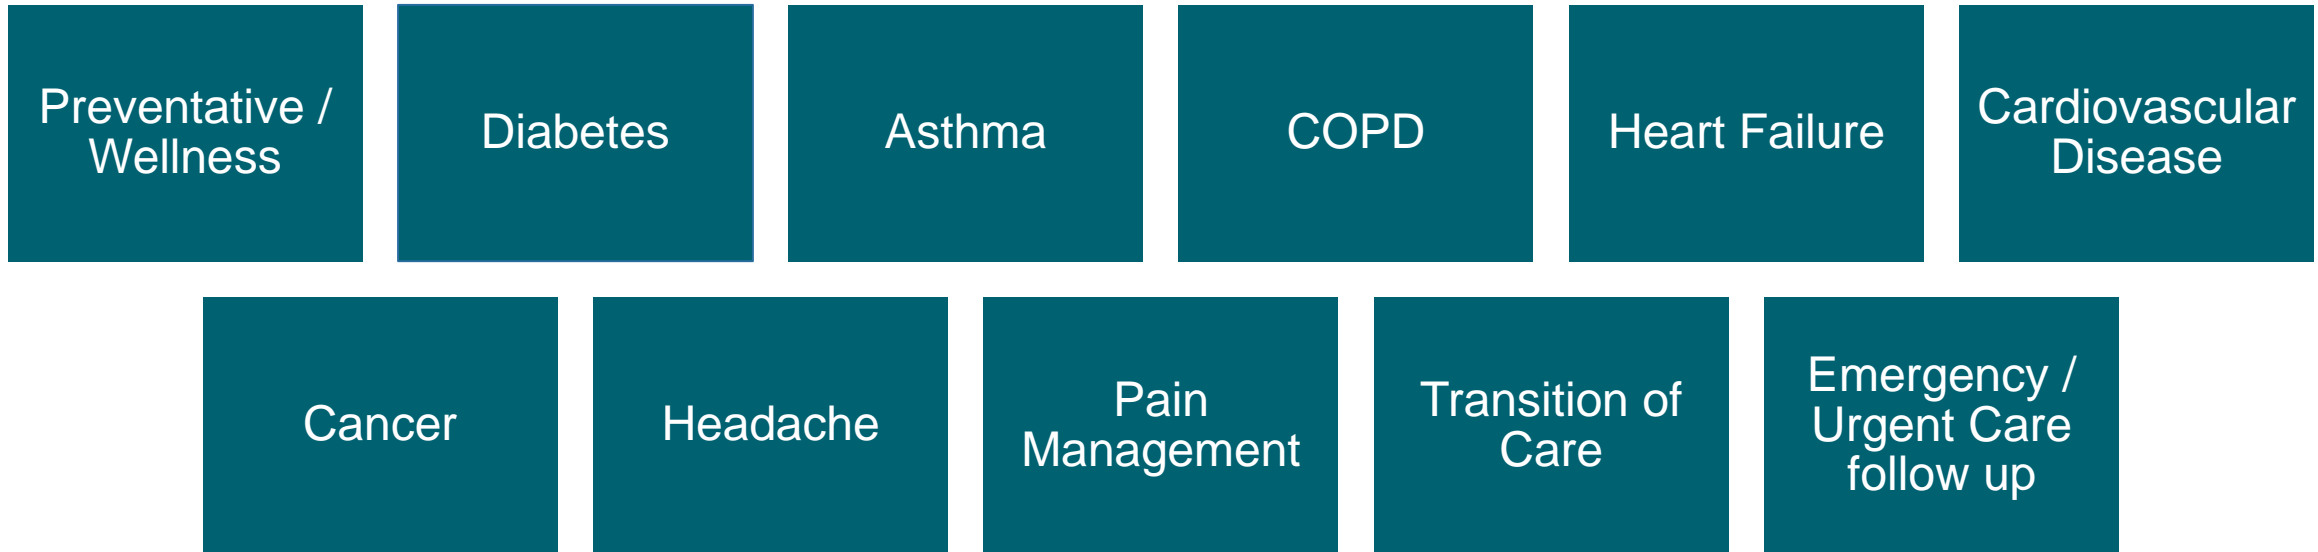 Preventative /
Wellness
Diabetes
Asthma
COPD
Heart Failure
Cardiovascular
Disease
Cancer
Headache
Pain
Management
Transition of
Care
Emergency /
Urgent Care
follow up